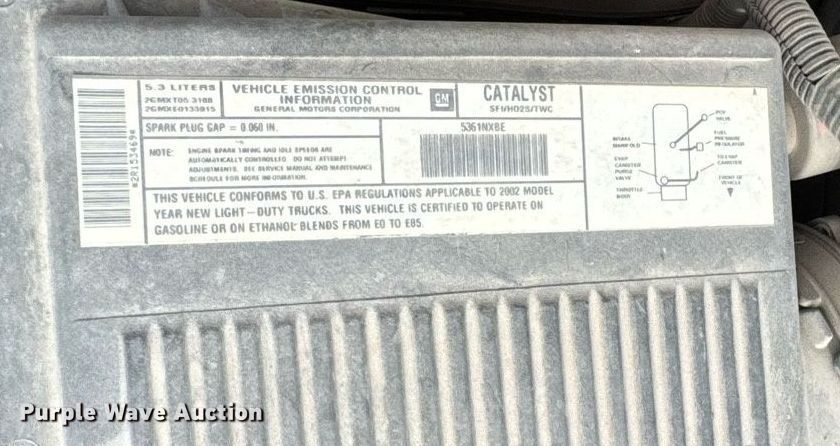 5.3 LITERS
2GMXT05.3188
2GMXE0133915
VEHICLE EMISSION CONTROL
INFORMATION
GENERAL MOTORS CORPORATION
GM
CATALYST
SFI/HO2S/TWC
A
SPARK PLUG GAP = 0.060 IN.
5361NXBE
NOTE:
ENGINE SPARK TIMING AND IDLE SPEEDS ARE
AUTOMATICALLY CONTROLLED. DO NOT ATTEMPT
ADJUSTMENTS. SEE SERVICE MANUAL AND MAINTENANCE
SCHEDULE FOR MORE INFORMATION.
*2R153469*
THIS VEHICLE CONFORMS TO U.S. EPA REGULATIONS APPLICABLE TO 2002 MODEL
YEAR NEW LIGHT-DUTY TRUCKS. THIS VEHICLE IS CERTIFIED TO OPERATE ON
GASOLINE OR ON ETHANOL BLENDS FROM E0 TO E85.
PCV
VALVE
INTAKE
MANIFOLD
FUEL
PRESSURE
REGULATOR
EVAP
CANISTER
PURGE
VALVE
TO EVAP
CANISTER
THROTTLE
BODY
FRONT OF
VEHICLE
Purple Wave Auction